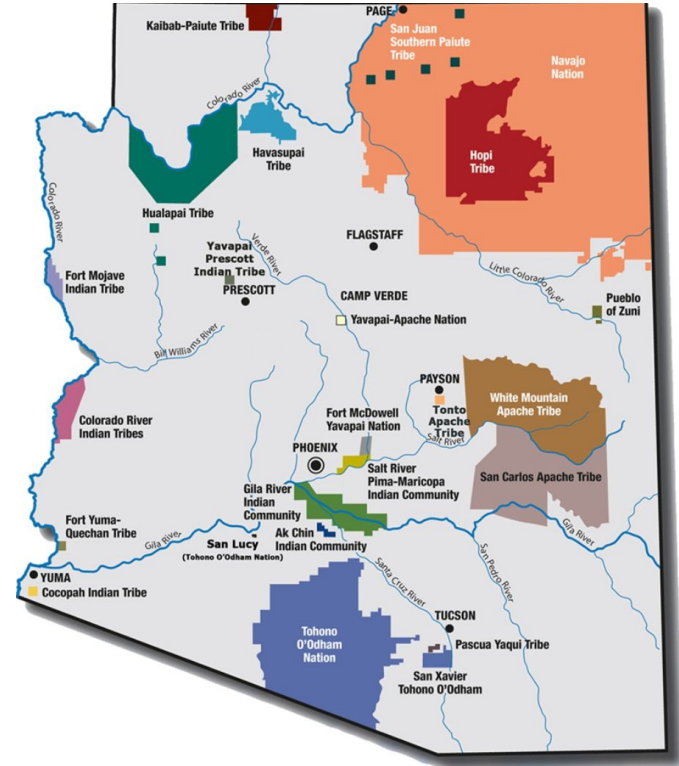 Kaibab-Paiute Tribe
PAGE
San Juan
Southern Paiute
Tribe
Navajo
Nation
Colorado River
Havasupai
Tribe
Hopi
Tribe
Colorado River
Hualapai Tribe
Yavapai
Prescott
Indian Tribe
Verde River
FLAGSTAFF
Little Colorado River
Fort Mojave
Indian Tribe
PRESCOTT
CAMP VERDE
Yavapai-Apache Nation
Pueblo
of Zuni
Bill Williams River
PAYSON
Tonto
Apache
Tribe
White Mountain
Apache Tribe
Colorado River
Indian Tribes
Fort McDowell
Yavapai Nation
Salt River
PHOENIX
Salt River
Pima-Maricopa
Indian Community
San Carlos Apache Tribe
Gila River
Indian
Community
Fort Yuma-
Quechan Tribe
Gila River
San Lucy
(Tohono O'Odham Nation)
Ak Chin
Indian Community
Gila River
San Pedro River
Santa Cruz River
YUMA
Cocopah Indian Tribe
TUCSON
Tohono
O'Odham
Nation
Pascua Yaqui Tribe
San Xavier
Tohono O'Odham